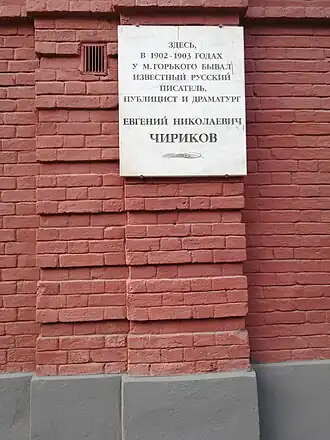 ЗДЕСЬ,
В 1902-1903 ГОДАХ
У М.ГОРЬКОГО БЫВАЛ
ИЗВЕСТНЫЙ РУССКИЙ
ПИСАТЕЛЬ,
ПУБЛИЦИСТ И ДРАМАТУРГ
ЕВГЕНИЙ НИКОЛАЕВИЧ
ЧИРИКОВ